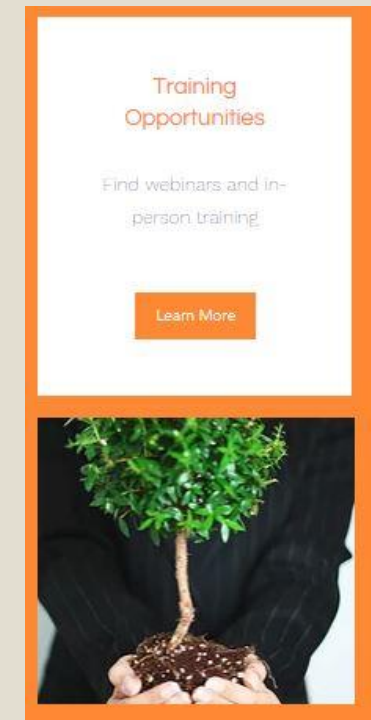 Training
Opportunities
Find webinars and in-
person training
Learn More